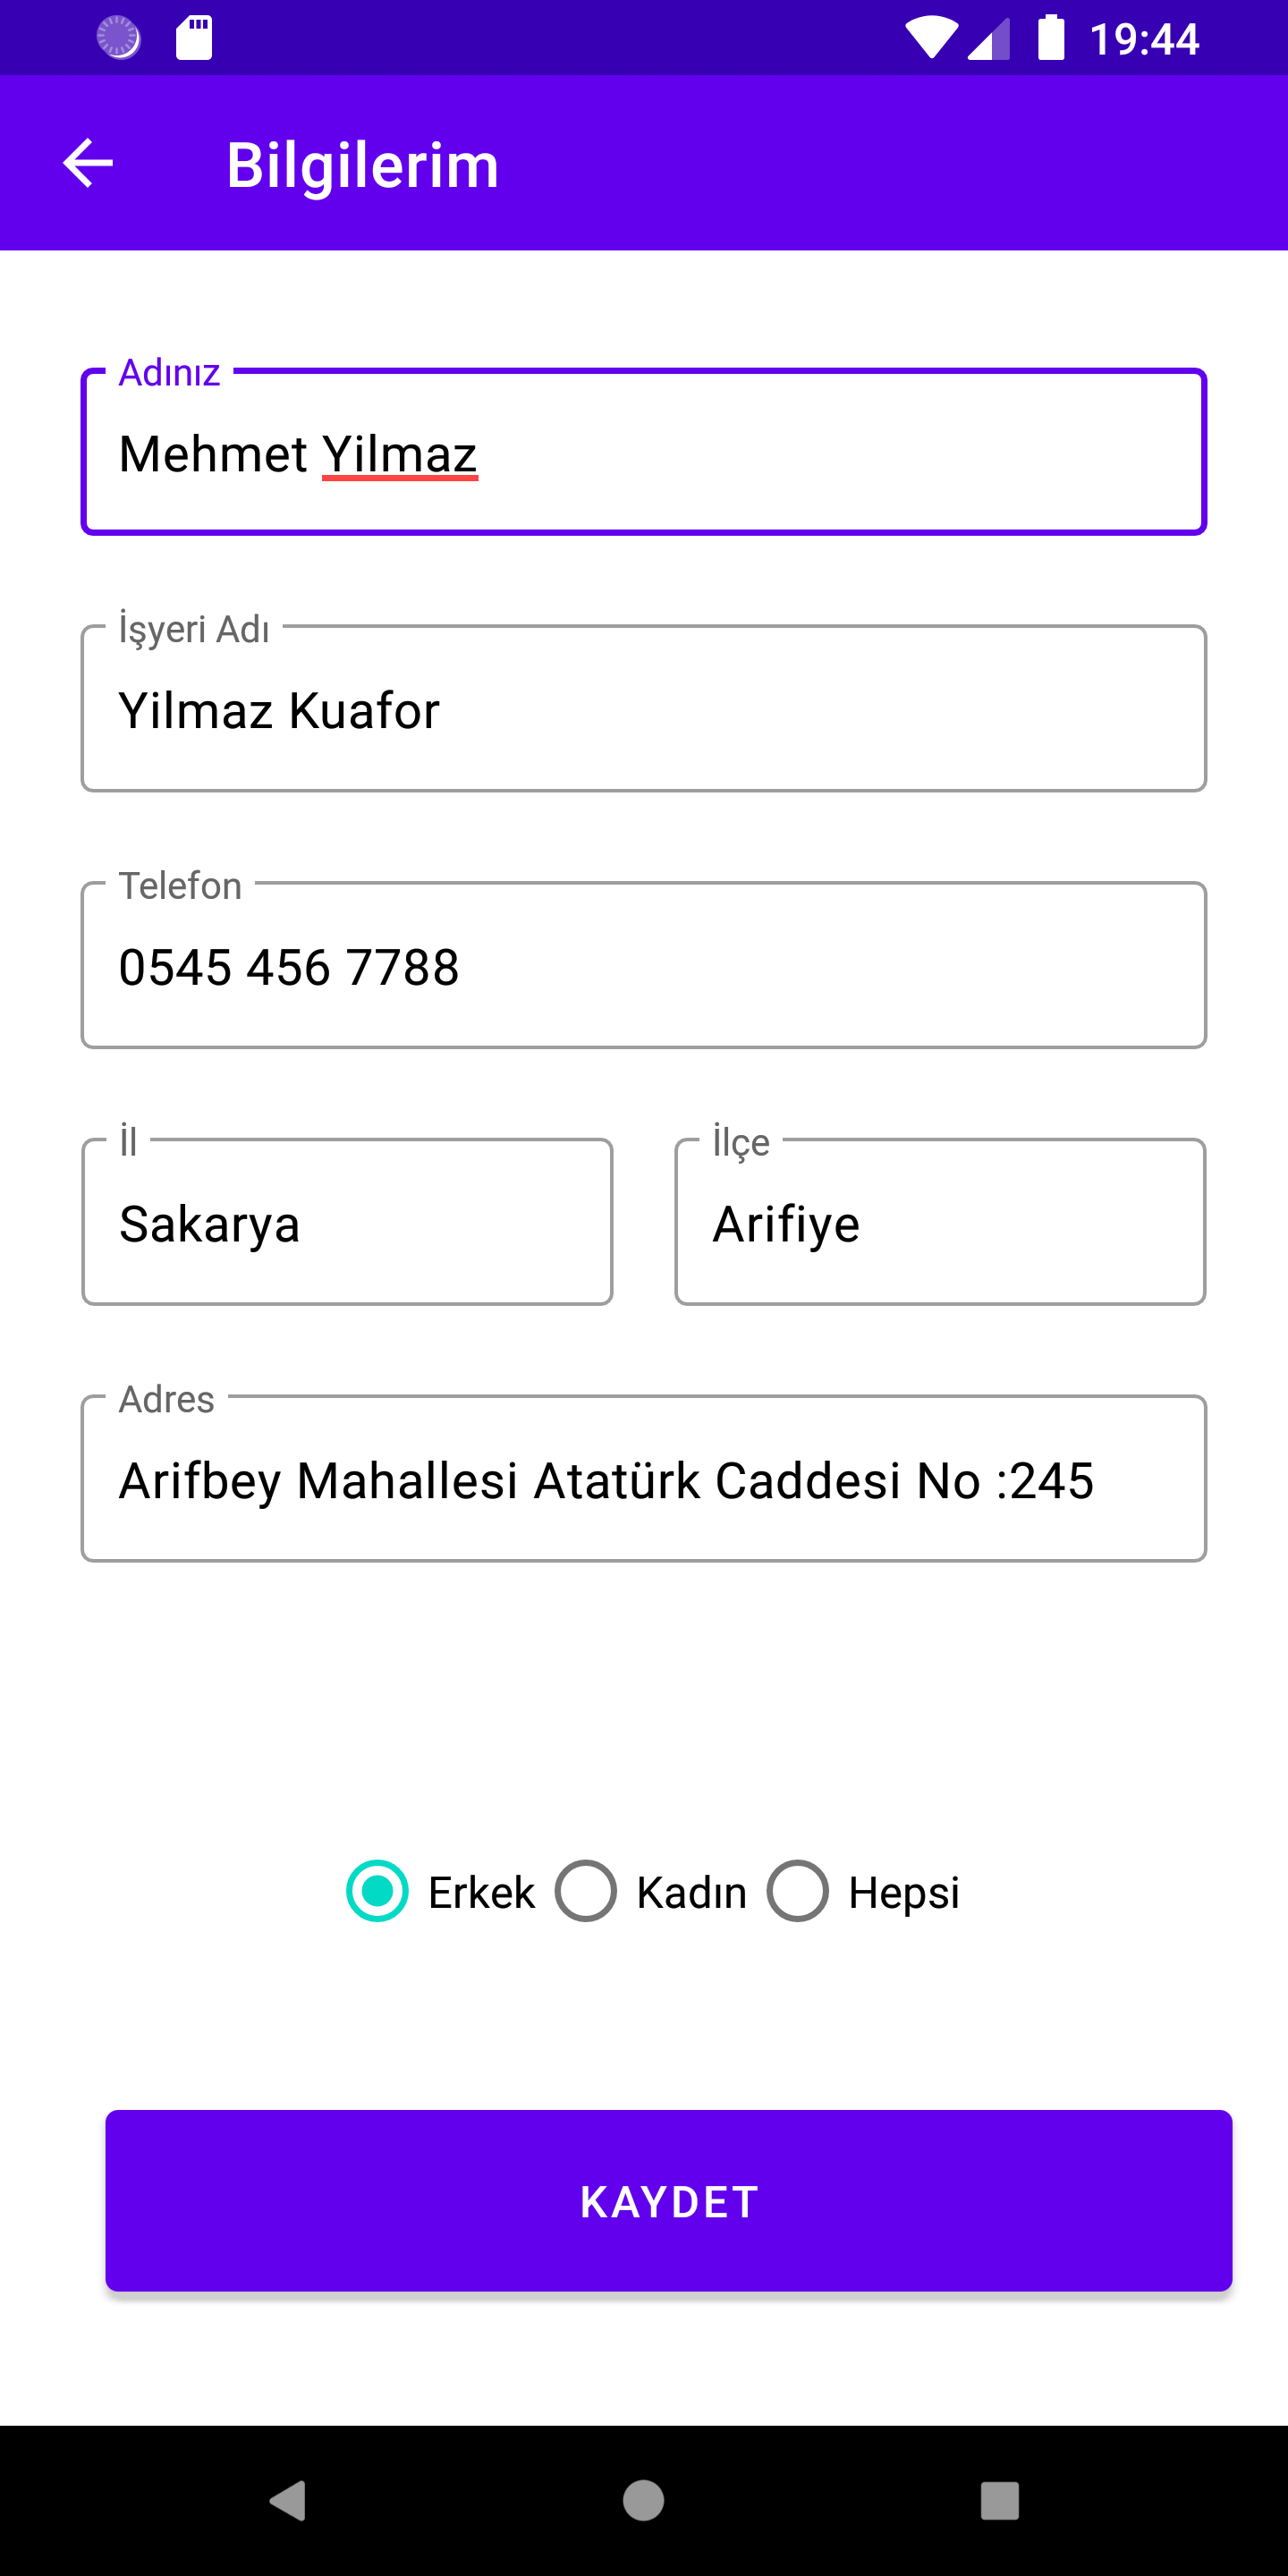 19:44
Bilgilerim
Adınız
Mehmet Yilmaz
İşyeri Adı
Yilmaz Kuafor
Telefon
0545 456 7788
İl
İlçe
Sakarya
Arifiye
Adres
Arifbey Mahallesi Atatürk Caddesi No :245
Erkek Kadın Hepsi
KAYDET